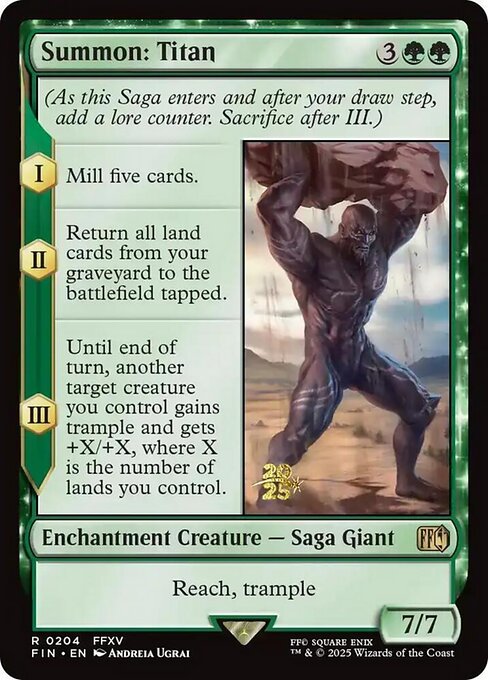 Summon: Titan 3
(As this Saga enters and after your draw step,
add a lore counter. Sacrifice after III.)
I
Mill five cards.
II
Return all land
cards from your
graveyard to the
battlefield tapped.
III
Until end of
turn, another
target creature
you control gains
trample and gets
+X/+X, where X
is the number of
lands you control.
2025
Enchantment Creature — Saga Giant
FF
Reach, trample
7/7
R 0204 FFXV
FIN • EN Andreia Ugrai
FF© SQUARE ENIX
™ & © 2025 Wizards of the Coast